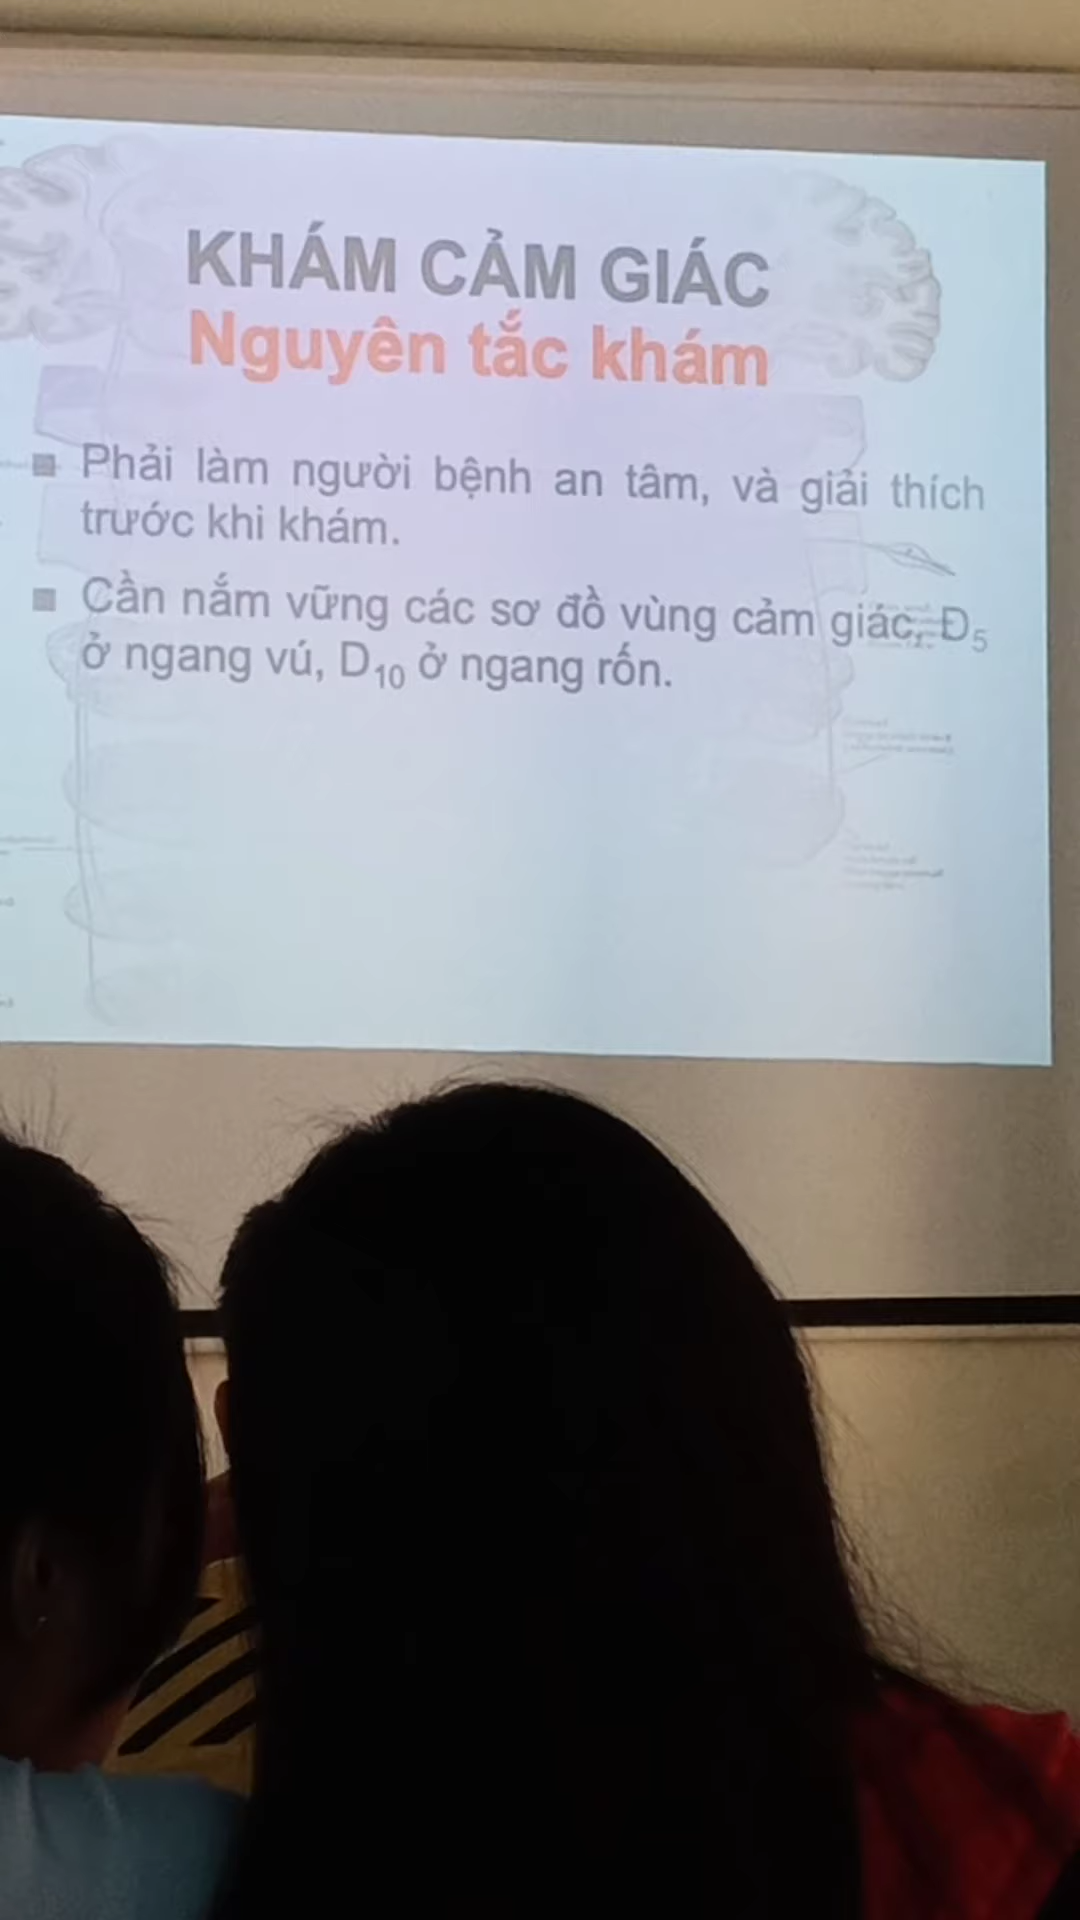 KHÁM CẢM GIÁC
Nguyên tắc khám
Phải làm người bệnh an tâm, và giải thích
trước khi khám.
Cần nắm vững các sơ đồ vùng cảm giác, Đ5
ở ngang vú, D10 ở ngang rốn.